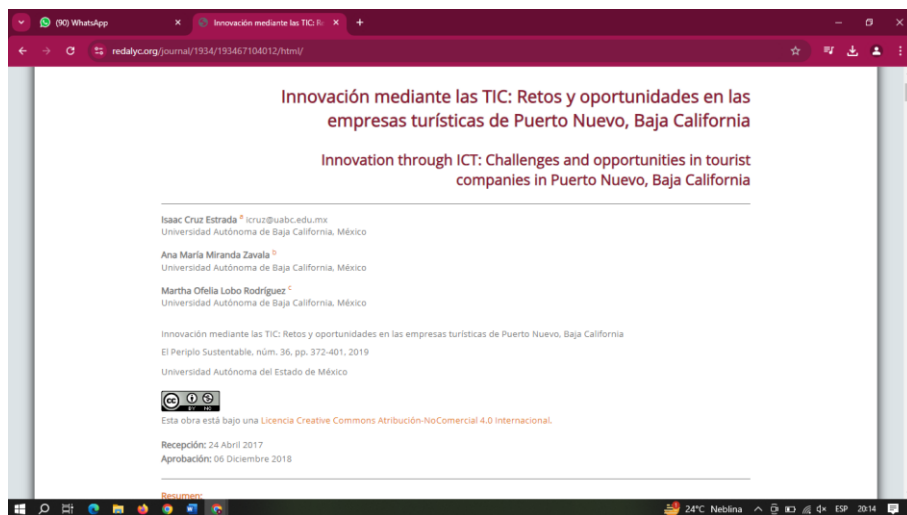 (90) WhatsApp
Innovación mediante las TIC: R
redalyc.org/journal/1934/193467104012/html/
Innovación mediante las TIC: Retos y oportunidades en las
empresas turísticas de Puerto Nuevo, Baja California
Innovation through ICT: Challenges and opportunities in tourist
companies in Puerto Nuevo, Baja California
Isaac Cruz Estrada a icruz@uabc.edu.mx
Universidad Autónoma de Baja California, México
Ana María Miranda Zavala b
Universidad Autónoma de Baja California, México
Martha Ofelia Lobo Rodríguez c
Universidad Autónoma de Baja California, México
Innovación mediante las TIC: Retos y oportunidades en las empresas turísticas de Puerto Nuevo, Baja California
El Periplo Sustentable, núm. 36, pp. 372-401, 2019
Universidad Autónoma del Estado de México
cc
BY NC
Esta obra está bajo una Licencia Creative Commons Atribución-NoComercial 4.0 Internacional.
Recepción: 24 Abril 2017
Aprobación: 06 Diciembre 2018
Resumen:
24°C Neblina ESP 20:14